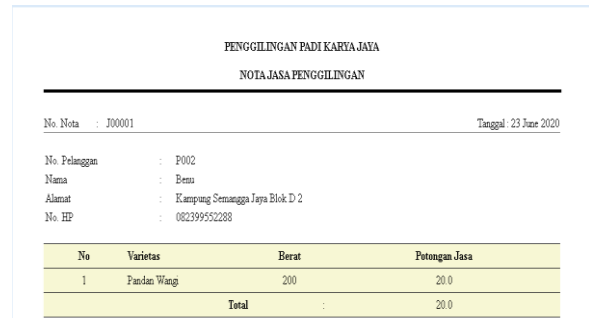 PENGGILINGAN PADI KARYA JAYA
NOTA JASA PENGGILINGAN
No. Nota : J00001 Tanggal : 23 June 2020
No. Pelanggan : P002
Nama : Benu
Alamat : Kampung Semangga Jaya Blok D 2
No. HP : 082399552288
No Varietas Berat Potongan Jasa
1 Pandan Wangi 200 20.0
Total : 20.0